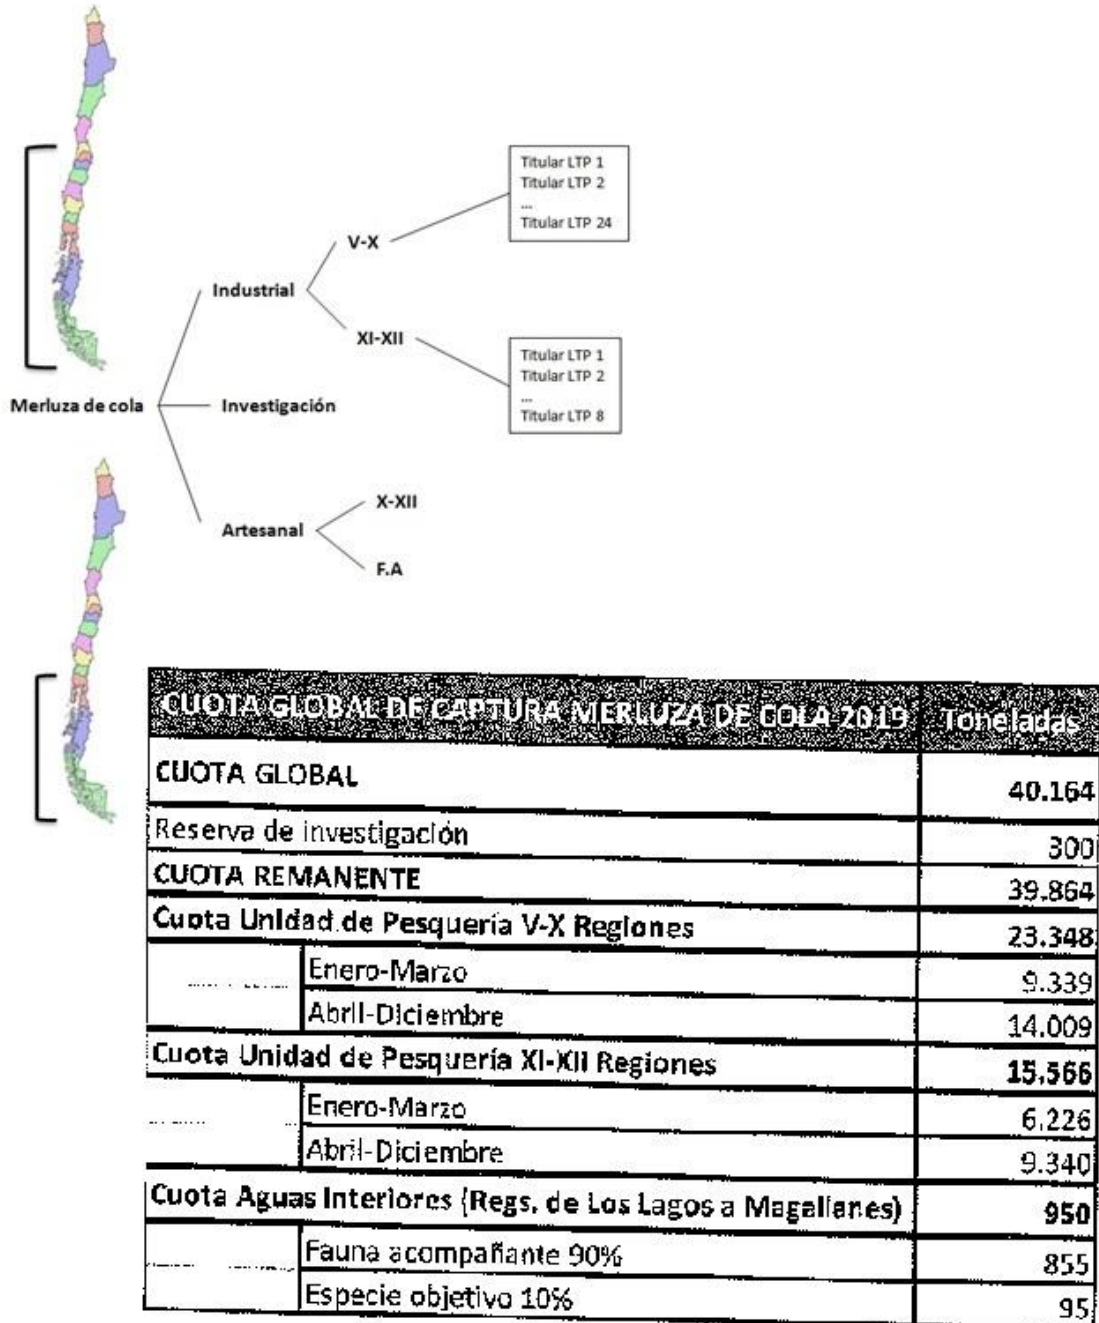 Titular LTP 1
Titular LTP 2
...
Titular LTP 24
V-X
Industrial
XI-XII
Titular LTP 1
Titular LTP 2
...
Titular LTP 8
Merluza de cola
Investigación
X-XII
Artesanal
F.A
CUOTA GLOBAL DE CAPTURA MERLUZA DE COLA 2019 Toneladas
CUOTA GLOBAL 40.164
Reserva de investigación 300
CUOTA REMANENTE 39.864
Cuota Unidad de Pesquería V-X Regiones 23.348
Enero-Marzo 9.339
Abril-Diciembre 14.009
Cuota Unidad de Pesquería XI-XII Regiones 15.566
Enero-Marzo 6.226
Abril-Diciembre 9.340
Cuota Aguas Interiores (Regs. de Los Lagos a Magallanes) 950
Fauna acompañante 90% 855
Especie objetivo 10% 95